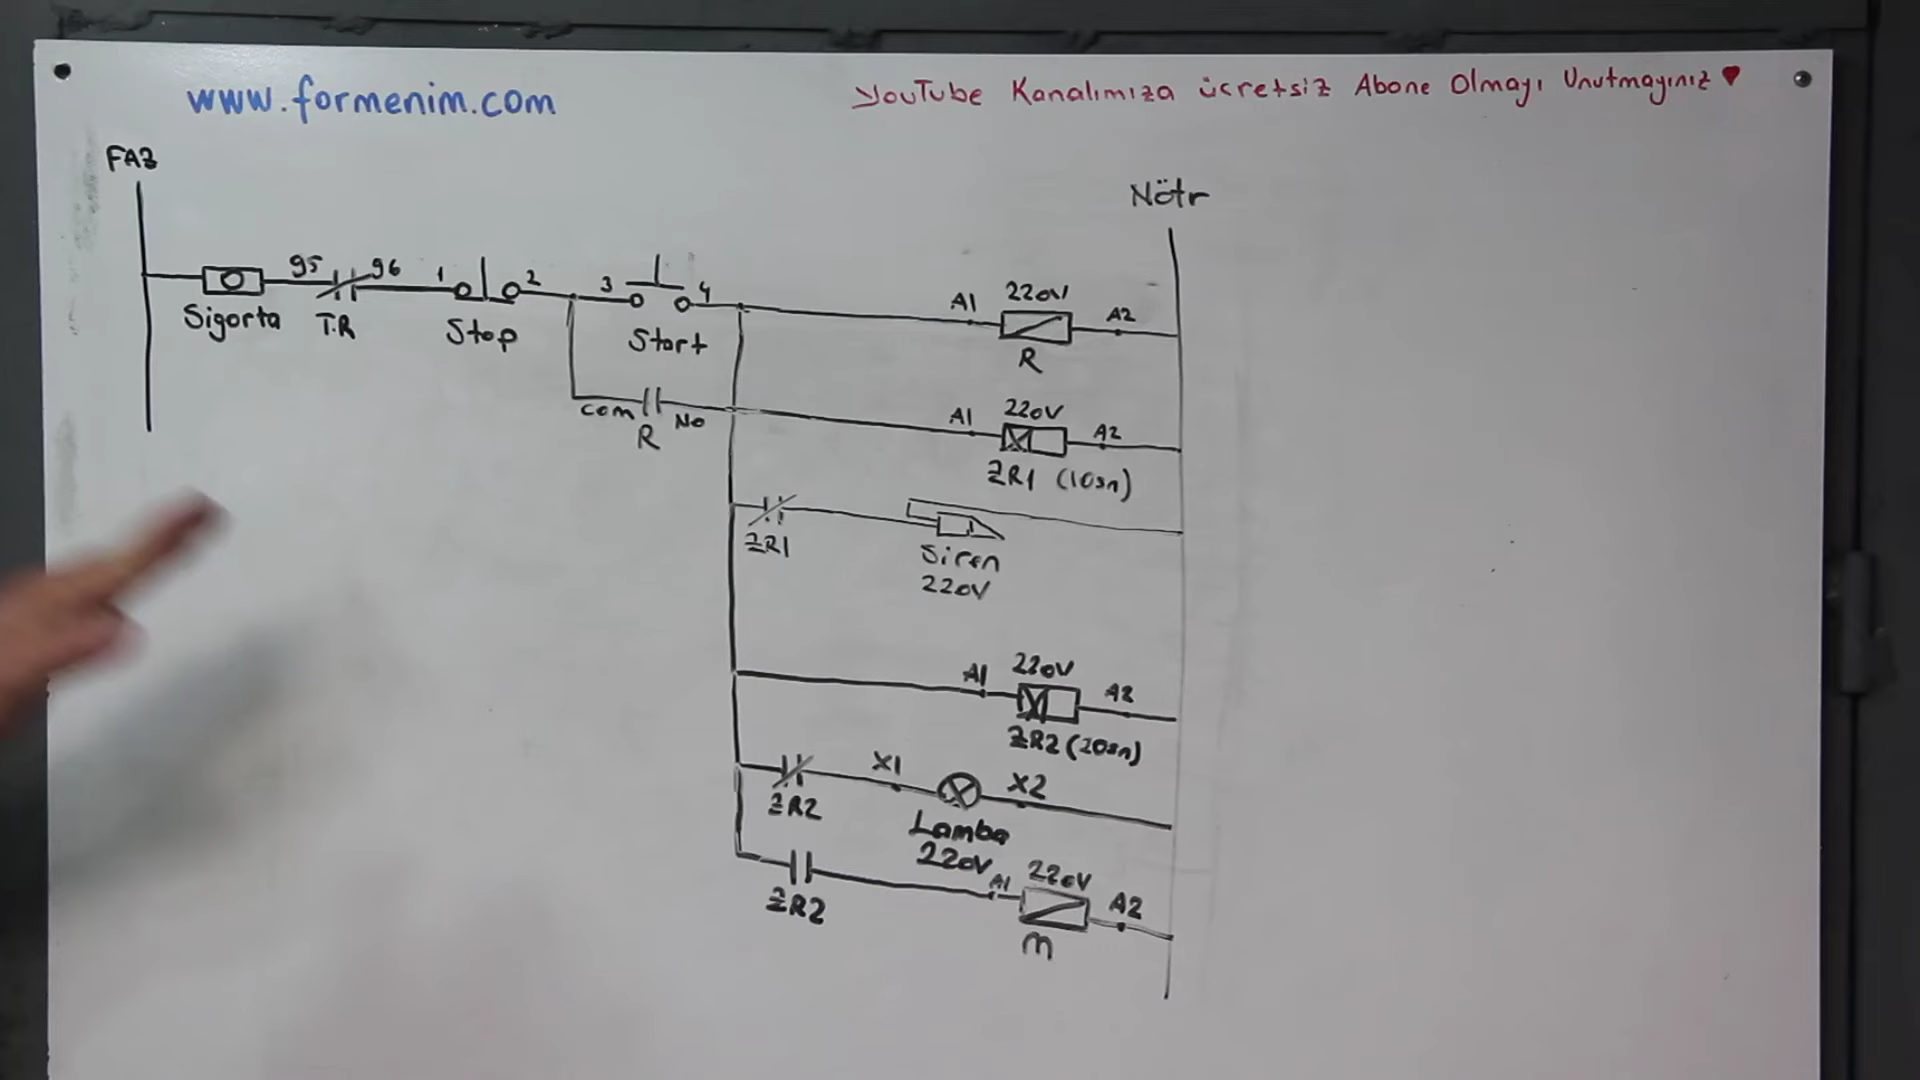 www.formenim.com
YouTube Kanalımıza ücretsiz Abone Olmayı Unutmayınız
FAZ
Nötr
95 96 1 2 3 4
Sigorta T.R Stop Start
A1 220V A2
R
com No
R
A1 220V A2
ZR1 (10sn)
ZR1
Siren
220V
A1 220V A2
ZR2 (20sn)
X1 X2
ZR2
Lamba
220V
A1 220V A2
ZR2
M